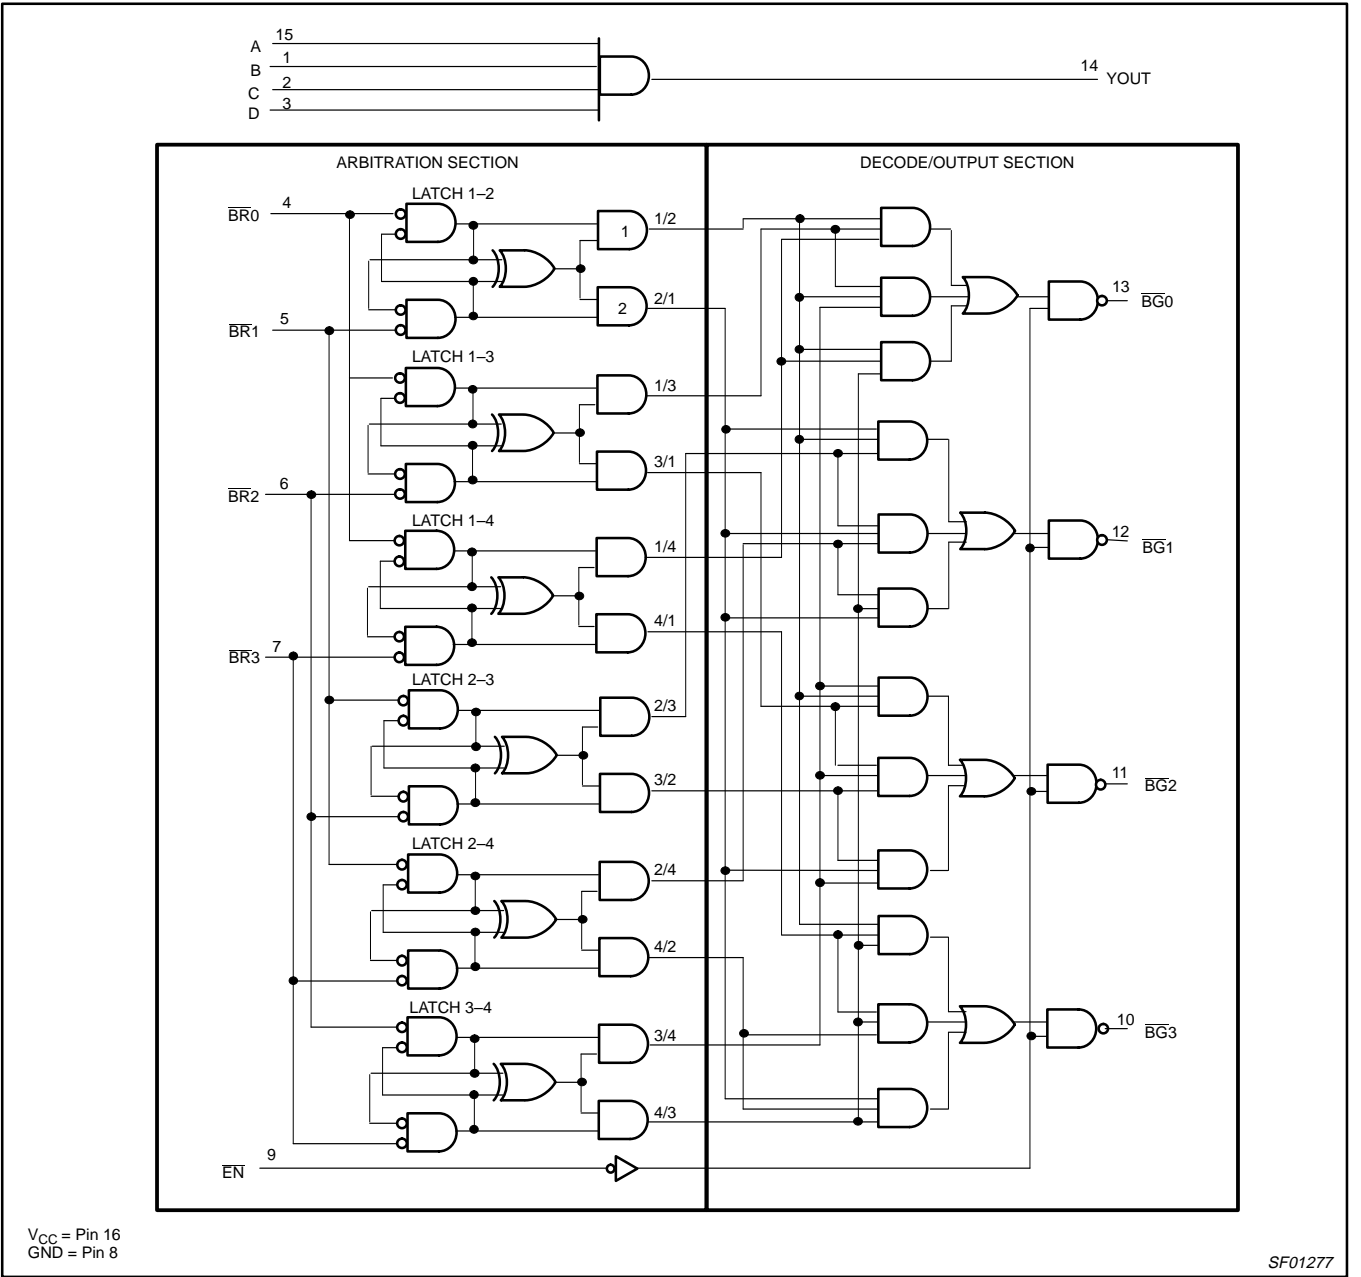 A 15
B 1
C 2
D 3
14 YOUT
ARBITRATION SECTION
DECODE/OUTPUT SECTION
LATCH 1–2
BR0 4
1
1/2
2
2/1
13 BG0
BR1 5
LATCH 1–3
1/3
3/1
BR2 6
LATCH 1–4
1/4
4/1
12 BG1
BR3 7
LATCH 2–3
2/3
3/2
11 BG2
LATCH 2–4
2/4
4/2
LATCH 3–4
3/4
4/3
10 BG3
EN 9
VCC = Pin 16
GND = Pin 8
SF01277